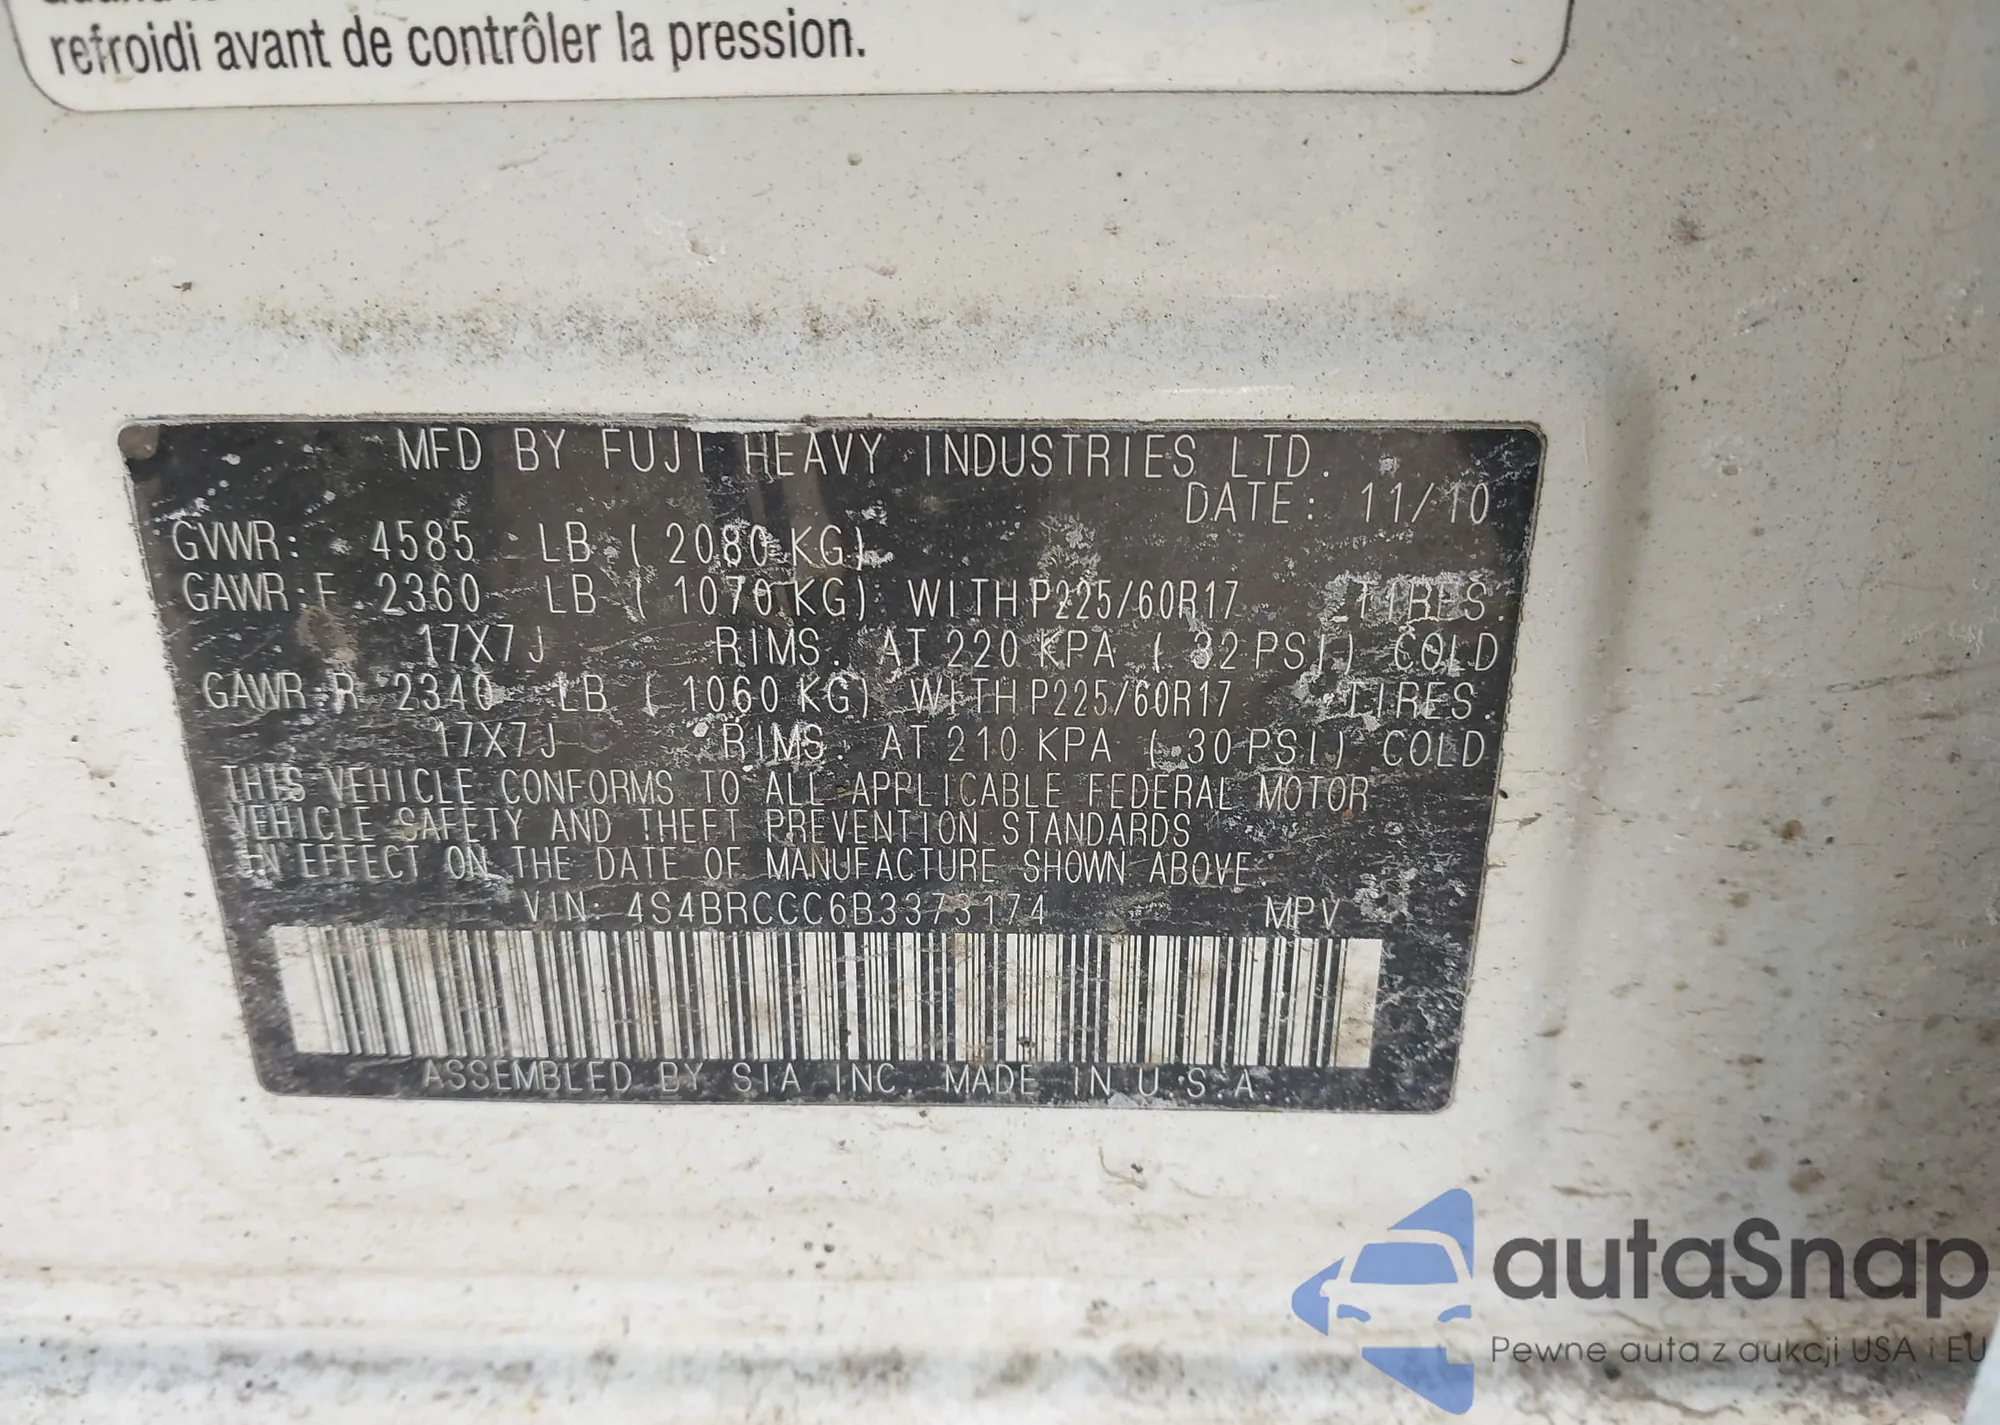 refroidi avant de contrôler la pression.
MFD BY FUJI HEAVY INDUSTRIES LTD.
DATE: 11/10
GVWR: 4585 LB ( 2080 KG)
GAWR:F 2360 LB ( 1070 KG) WITH P225/60R17 TIRES.
17X7J RIMS. AT 220 KPA ( 32 PSI) COLD
GAWR:R 2340 LB ( 1060 KG) WITH P225/60R17 TIRES.
17X7J RIMS. AT 210 KPA ( 30 PSI) COLD
THIS VEHICLE CONFORMS TO ALL APPLICABLE FEDERAL MOTOR
VEHICLE SAFETY AND THEFT PREVENTION STANDARDS
IN EFFECT ON THE DATE OF MANUFACTURE SHOWN ABOVE.
VIN: 4S4BRCCC6B3373174 MPV
ASSEMBLED BY SIA INC. MADE IN U.S.A.
autaSnap
Pewne auta z aukcji USA i EU